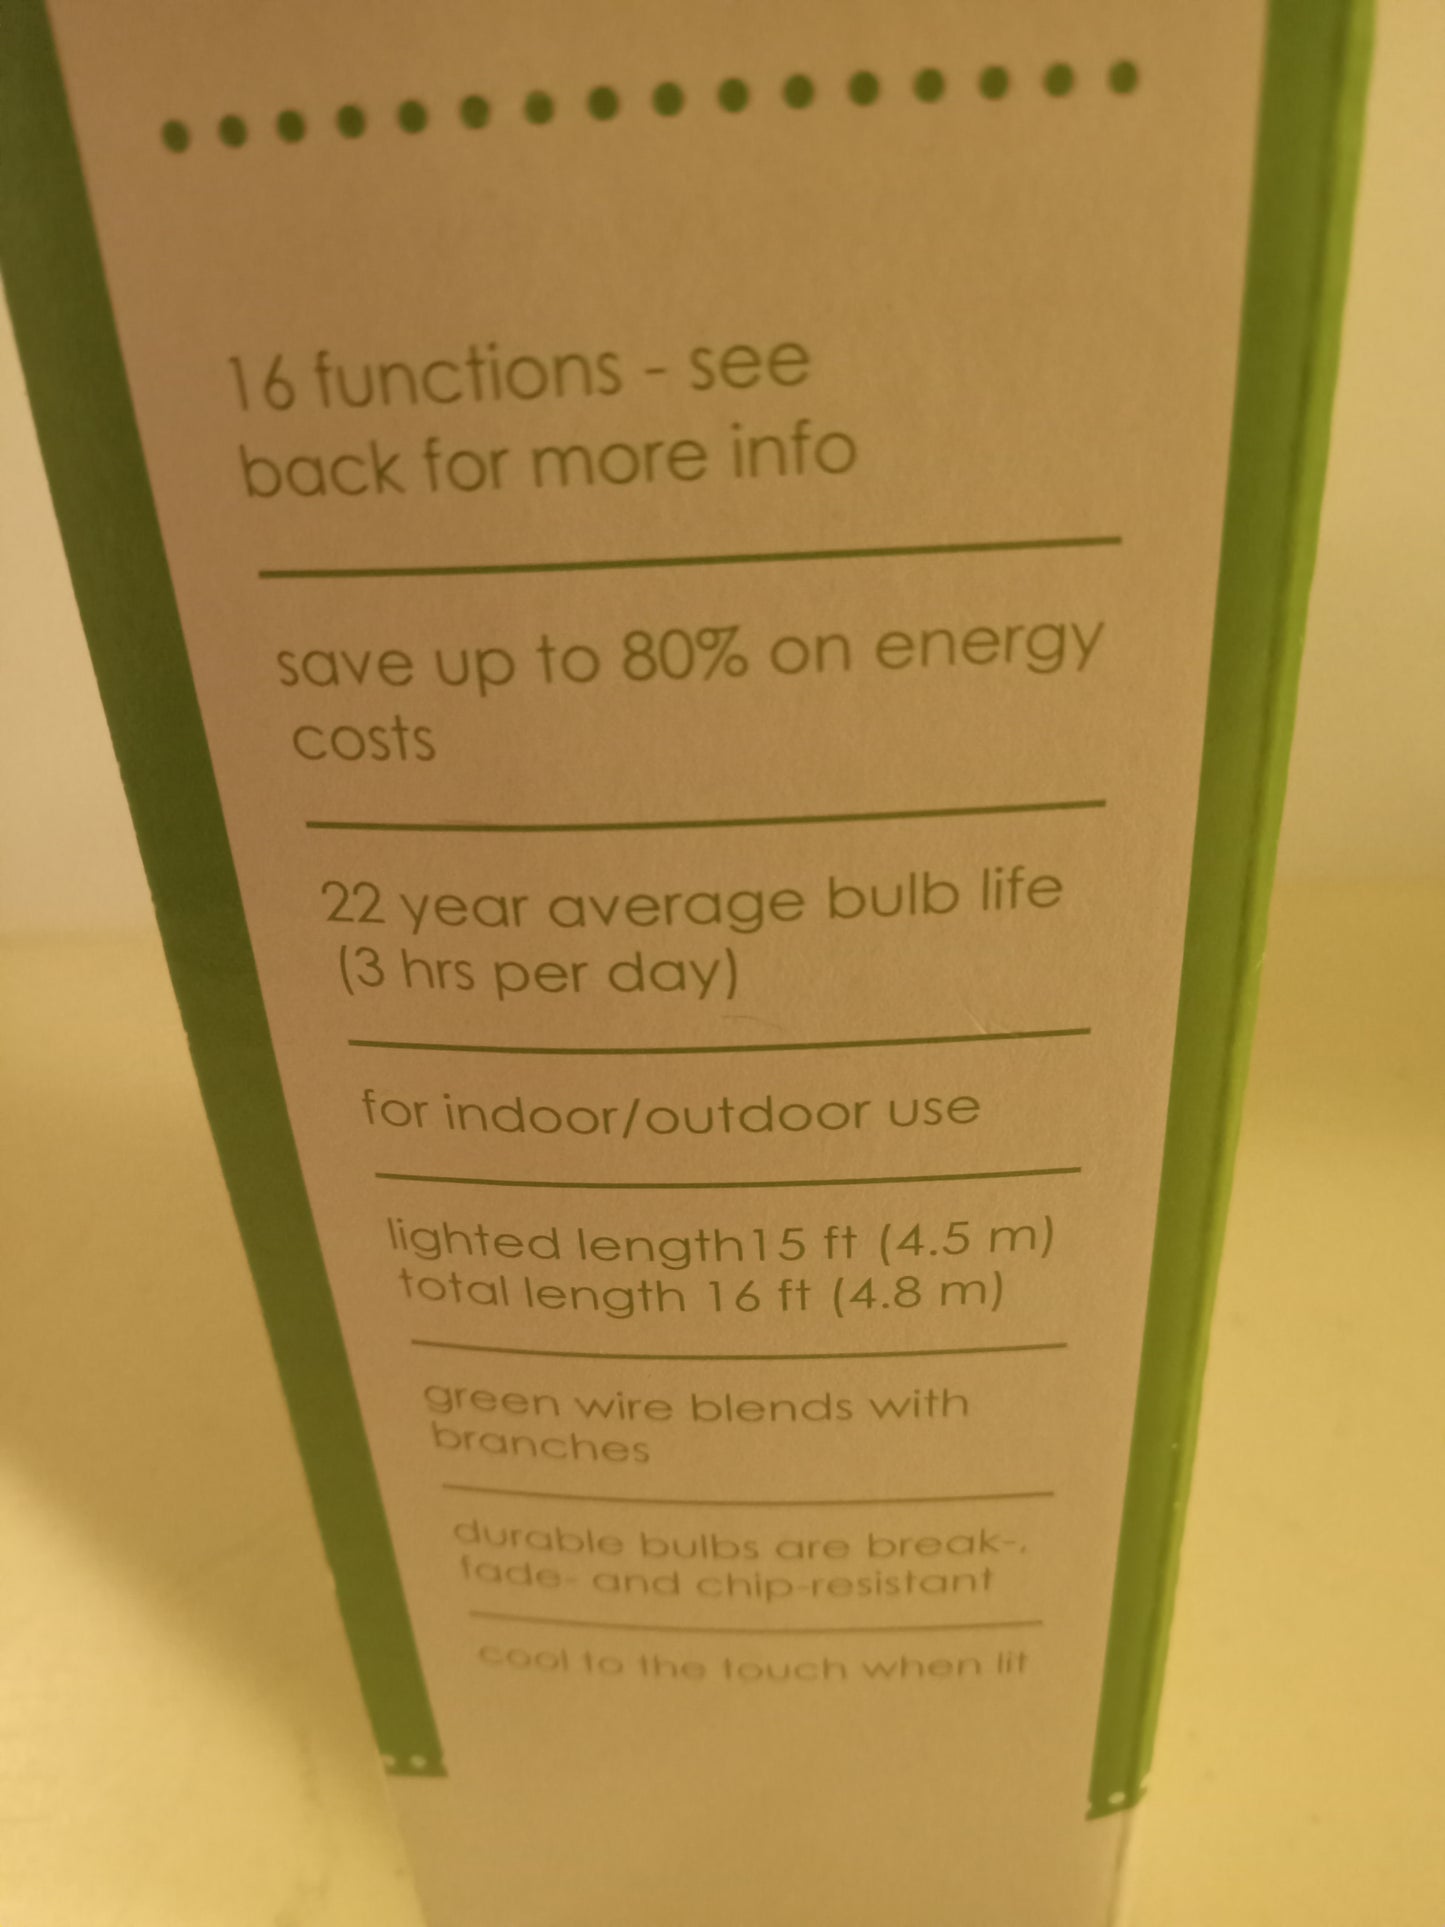 16 functions - see
back for more info
save up to 80% on energy
costs
22 year average bulb life
(3 hrs per day)
for indoor/outdoor use
lighted length15 ft (4.5 m)
total length 16 ft (4.8 m)
green wire blends with
branches
durable bulbs are break-,
fade- and chip-resistant
cool to the touch when lit